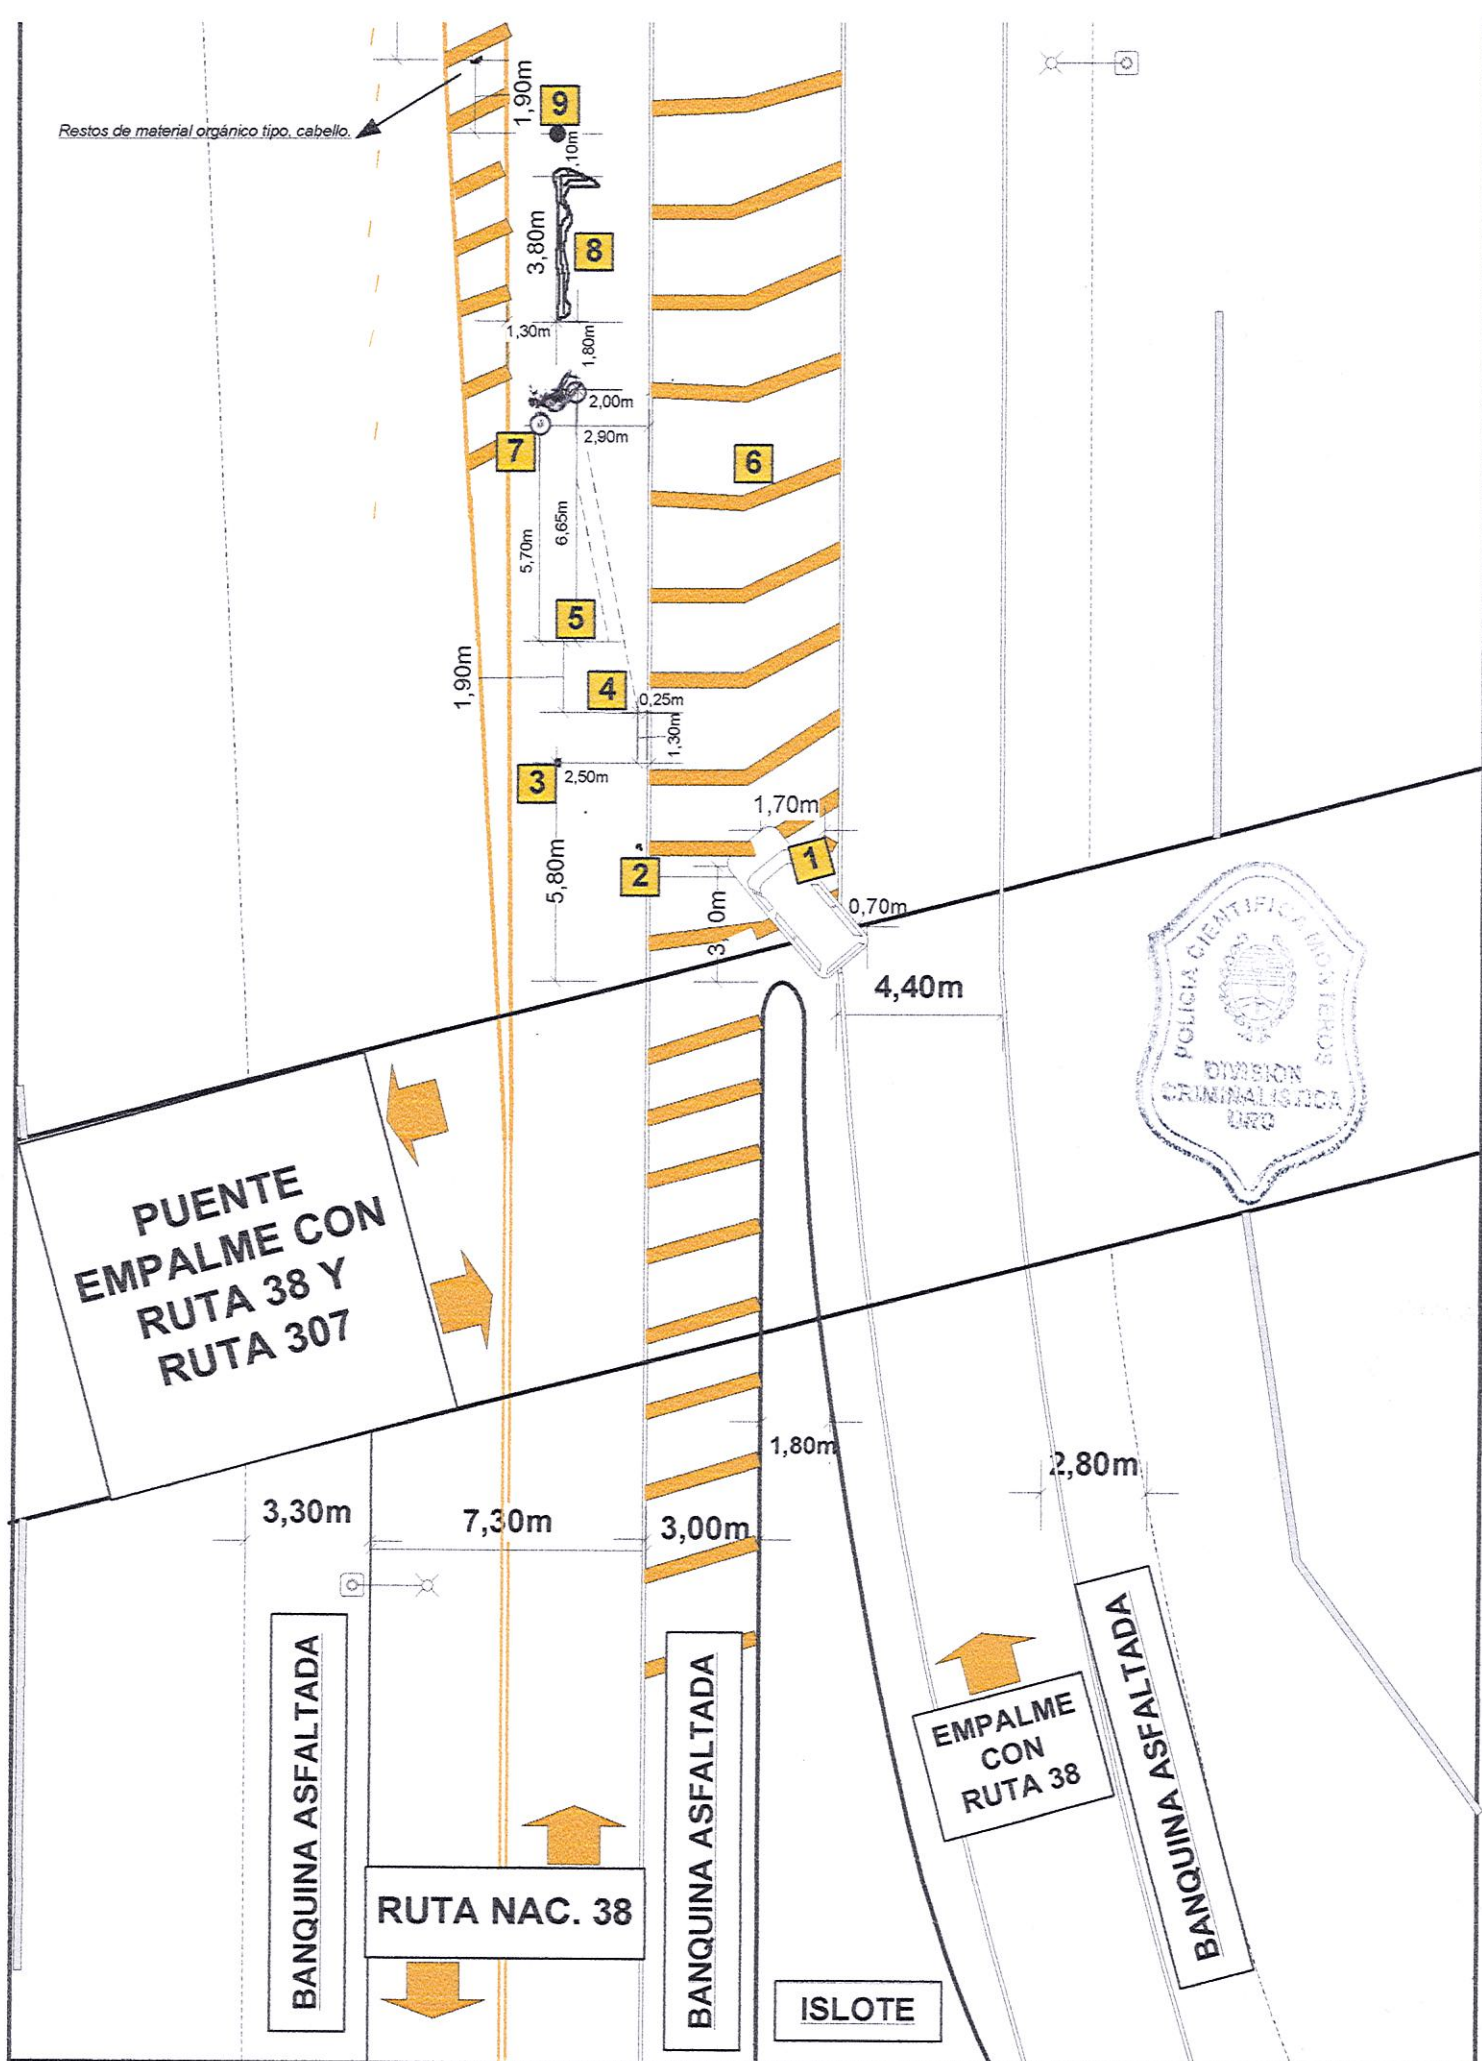 1,90m
9
Restos de material orgánico tipo. cabello.
,10m
3,80m
8
1,30m
1,80m
2,00m
2,90m
7
6
5,70m
6,65m
5
1,90m
4
0,25m
1,30m
3
2,50m
1,70m
5,80m
2
1
0,70m
3, 0m
4,40m
POLICIA CIENTIFICA MONTEROS
DIVISION
CRIMINALISTICA
URO
PUENTE
EMPALME CON
RUTA 38 Y
RUTA 307
1,80m
2,80m
3,30m
7,30m
3,00m
BANQUINA ASFALTADA
BANQUINA ASFALTADA
BANQUINA ASFALTADA
EMPALME
CON
RUTA 38
RUTA NAC. 38
ISLOTE